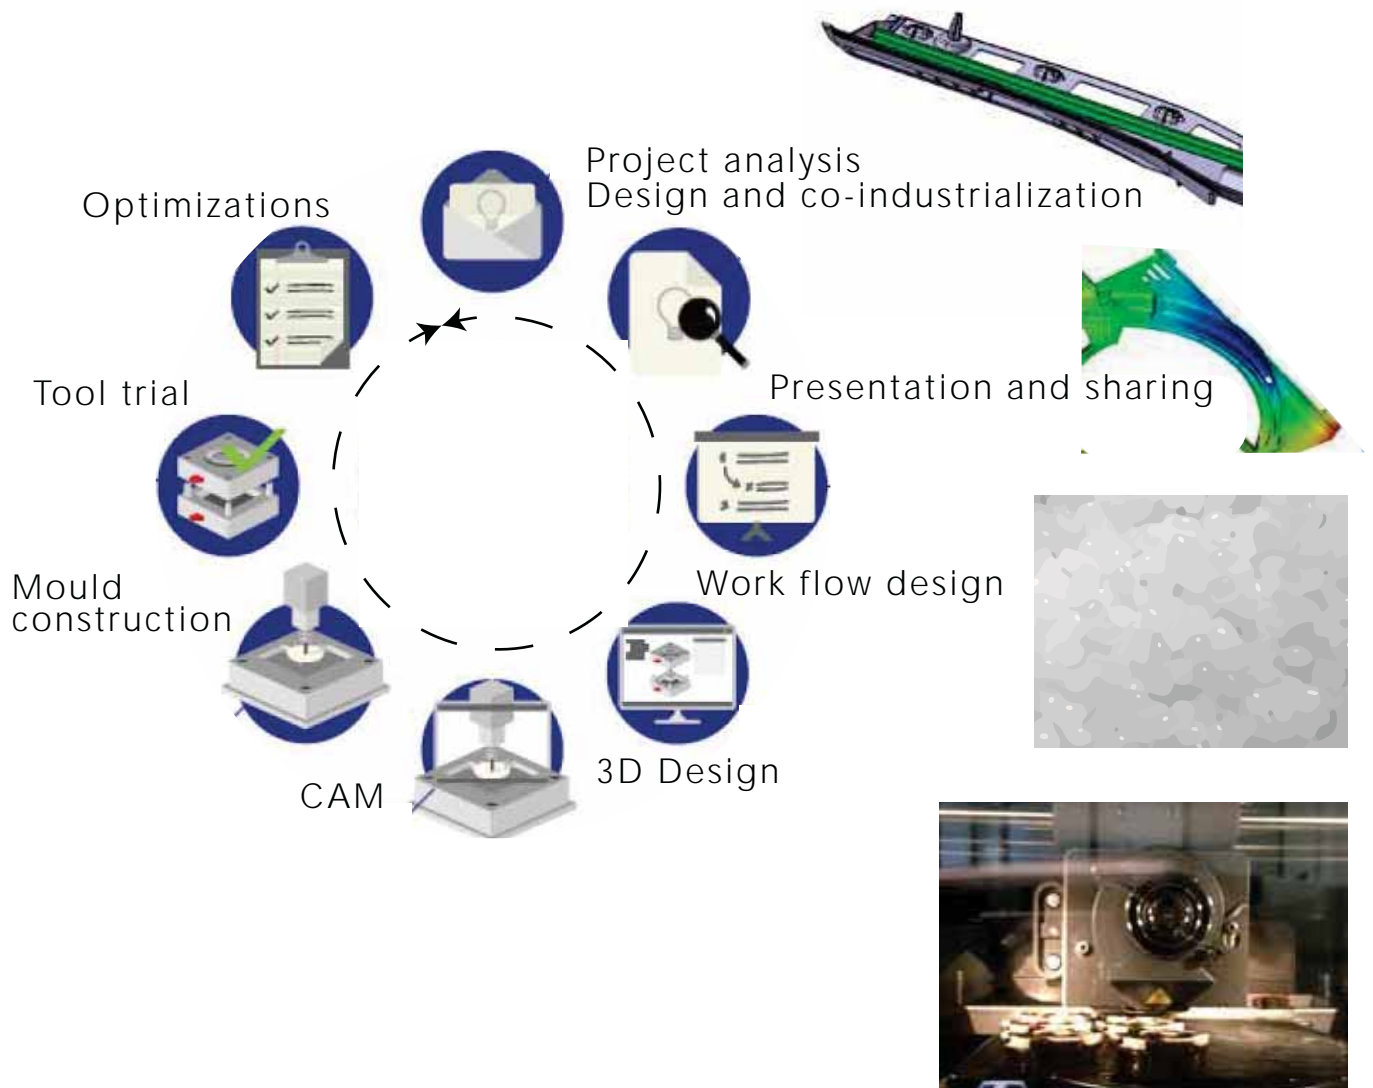 Project analysis
Design and co-industrialization
Optimizations
Presentation and sharing
Tool trial
Work flow design
Mould
construction
3D Design
CAM